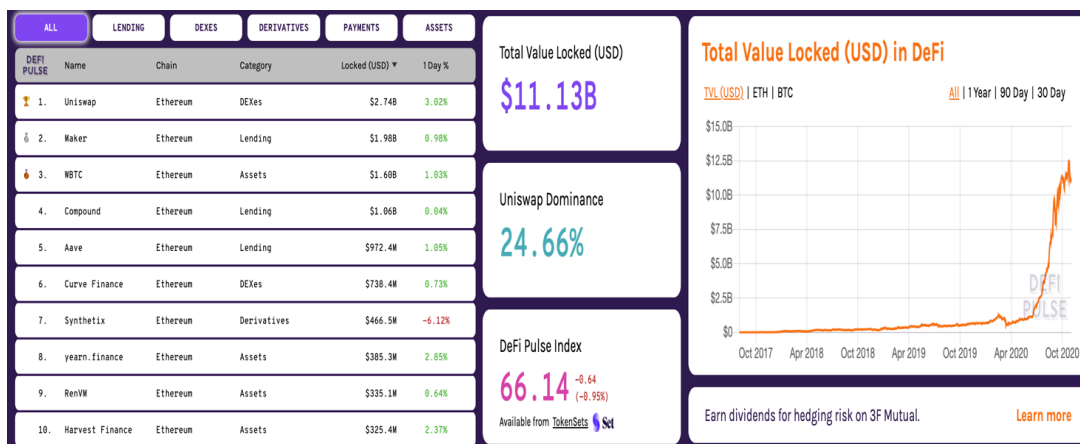 ALL LENDING DEXES DERIVATIVES PAYMENTS ASSETS
DEFI PULSE Name Chain Category Locked (USD) ▼ 1 Day %
1. Uniswap Ethereum DEXes $2.74B 3.02%
2. Maker Ethereum Lending $1.98B 0.98%
3. WBTC Ethereum Assets $1.60B 1.03%
4. Compound Ethereum Lending $1.06B 0.04%
5. Aave Ethereum Lending $972.4M 1.05%
6. Curve Finance Ethereum DEXes $738.4M 0.73%
7. Synthetix Ethereum Derivatives $466.5M -6.12%
8. yearn.finance Ethereum Assets $385.3M 2.85%
9. RenVM Ethereum Assets $335.1M 0.64%
10. Harvest Finance Ethereum Assets $325.4M 2.37%
Total Value Locked (USD)
$11.13B
Uniswap Dominance
24.66%
DeFi Pulse Index
66.14 -0.64
(-0.95%)
Available from TokenSets Set
Total Value Locked (USD) in DeFi
TVL (USD) | ETH | BTC All | 1 Year | 90 Day | 30 Day
$15.0B
$12.5B
$10.0B
$7.5B
$5.0B
$2.5B
$0
DEFI
PULSE
Oct 2017 Apr 2018 Oct 2018 Apr 2019 Oct 2019 Apr 2020 Oct 2020
Earn dividends for hedging risk on 3F Mutual. Learn more